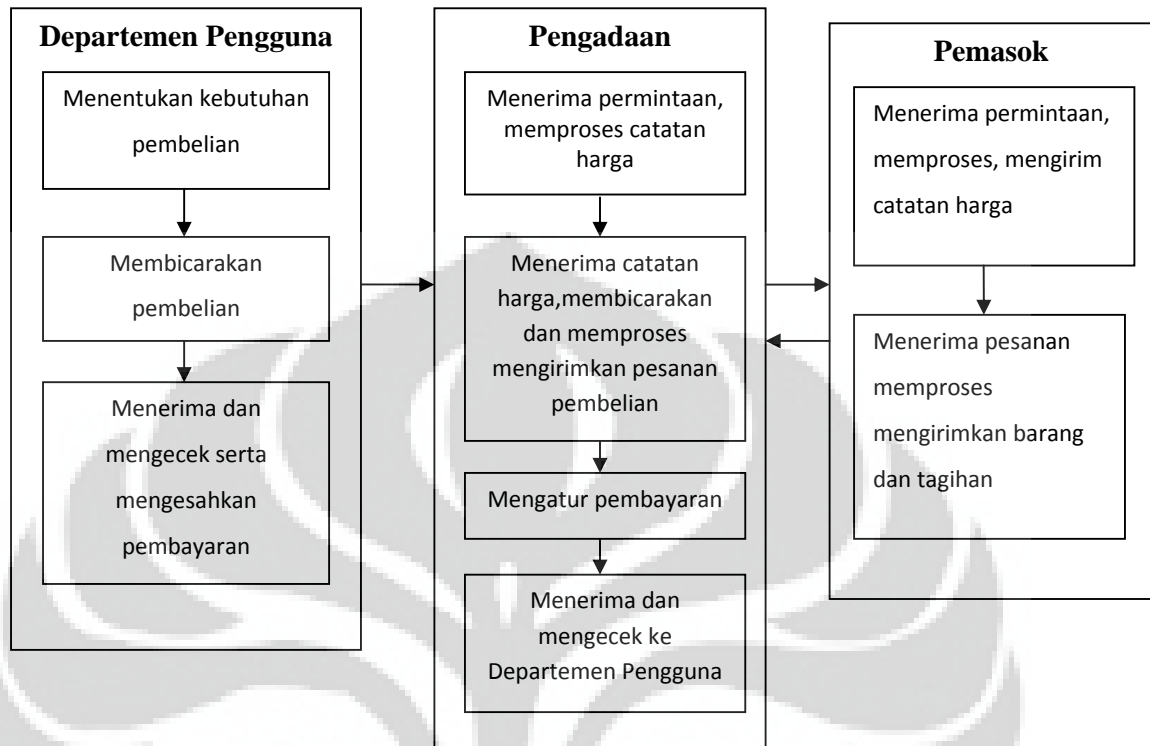 Departemen Pengguna
Menentukan kebutuhan
pembelian
Membicarakan
pembelian
Menerima dan
mengecek serta
mengesahkan
pembayaran
Pengadaan
Menerima permintaan,
memproses catatan
harga
Menerima catatan
harga,membicarakan
dan memproses
mengirimkan pesanan
pembelian
Mengatur pembayaran
Menerima dan
mengecek ke
Departemen Pengguna
Pemasok
Menerima permintaan,
memproses, mengirim
catatan harga
Menerima pesanan
memproses
mengirimkan barang
dan tagihan